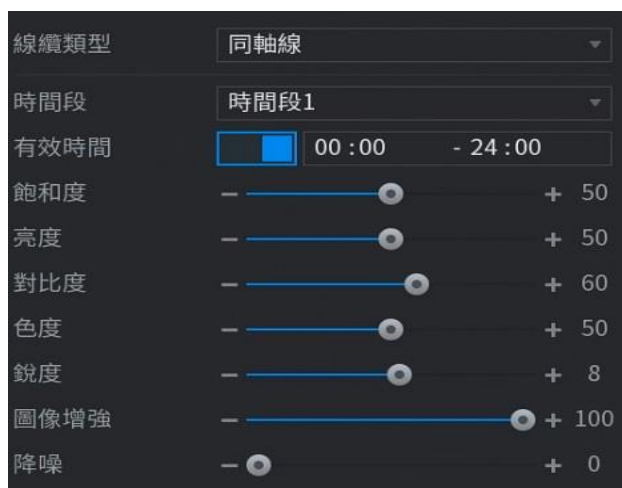 線纜類型 同軸線
時間段 時間段1
有效時間 00 :00 - 24 :00
飽和度 − + 50
亮度 − + 50
對比度 − + 60
色度 − + 50
銳度 − + 8
圖像增強 − + 100
降噪 − + 0